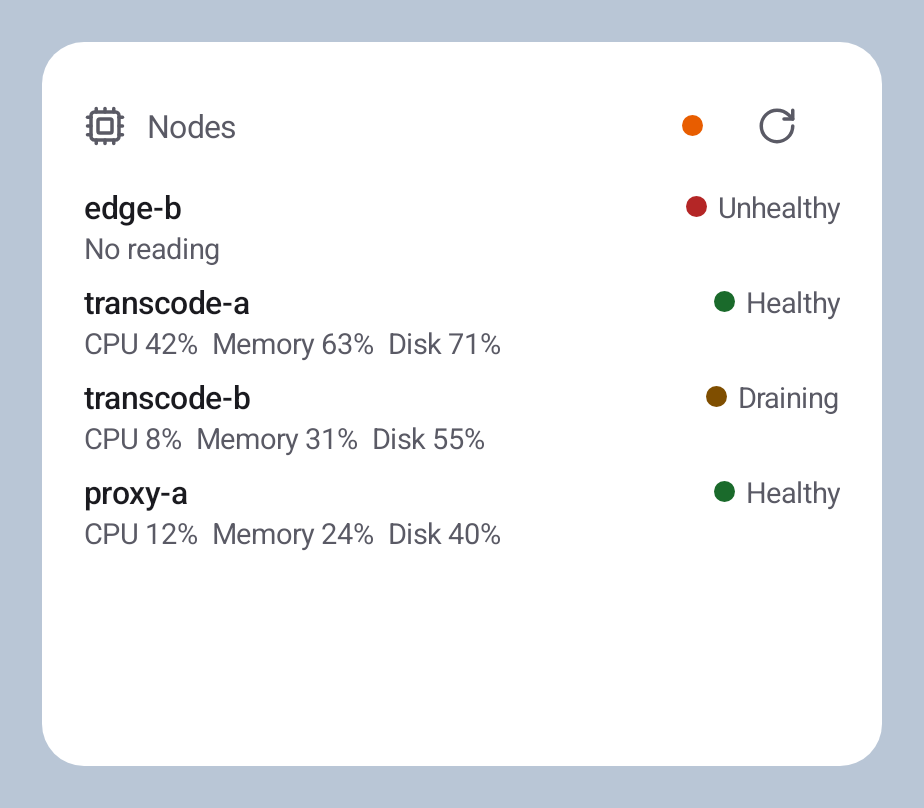 Nodes
edge-b Unhealthy
No reading
transcode-a Healthy
CPU 42% Memory 63% Disk 71%
transcode-b Draining
CPU 8% Memory 31% Disk 55%
proxy-a Healthy
CPU 12% Memory 24% Disk 40%